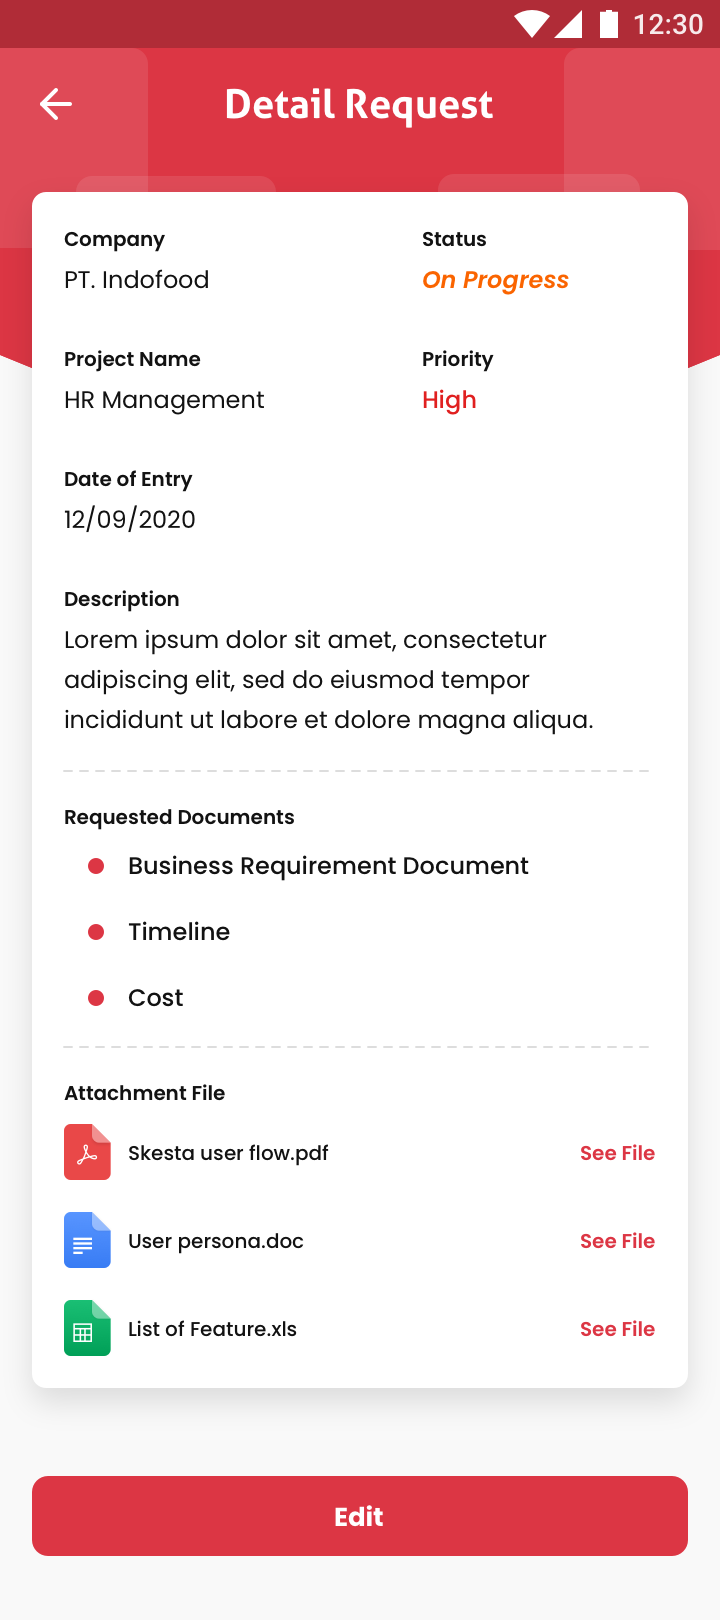 12:30
Detail Request
Company
PT. Indofood
Status
On Progress
Project Name
HR Management
Priority
High
Date of Entry
12/09/2020
Description
Lorem ipsum dolor sit amet, consectetur
adipiscing elit, sed do eiusmod tempor
incididunt ut labore et dolore magna aliqua.
Requested Documents
Business Requirement Document
Timeline
Cost
Attachment File
Skesta user flow.pdf See File
User persona.doc See File
List of Feature.xls See File
Edit